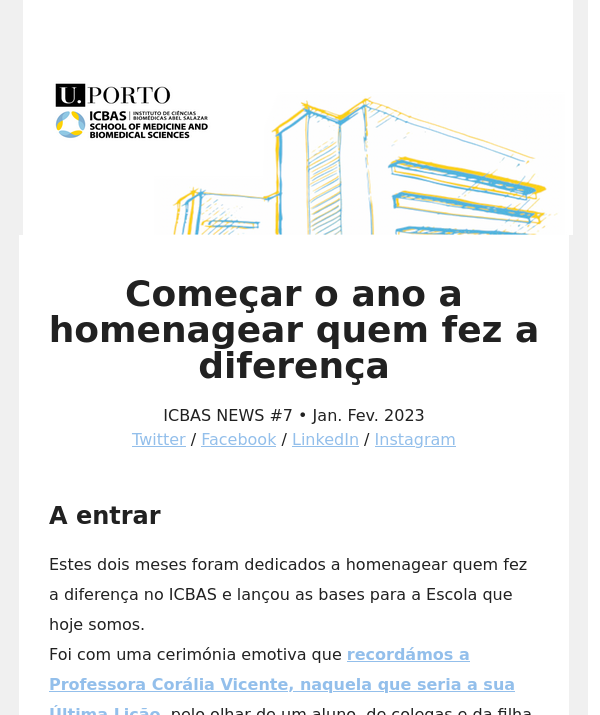 U. PORTO
ICBAS INSTITUTO DE CIÊNCIAS
BIOMÉDICAS ABEL SALAZAR
SCHOOL OF MEDICINE AND
BIOMEDICAL SCIENCES
Começar o ano a
homenagear quem fez a
diferença
ICBAS NEWS #7 • Jan. Fev. 2023
Twitter / Facebook / LinkedIn / Instagram
A entrar
Estes dois meses foram dedicados a homenagear quem fez
a diferença no ICBAS e lançou as bases para a Escola que
hoje somos.
Foi com uma cerimónia emotiva que recordámos a
Professora Corália Vicente, naquela que seria a sua
Última Lição, pelo olhar de um aluno, de colegas e da filha